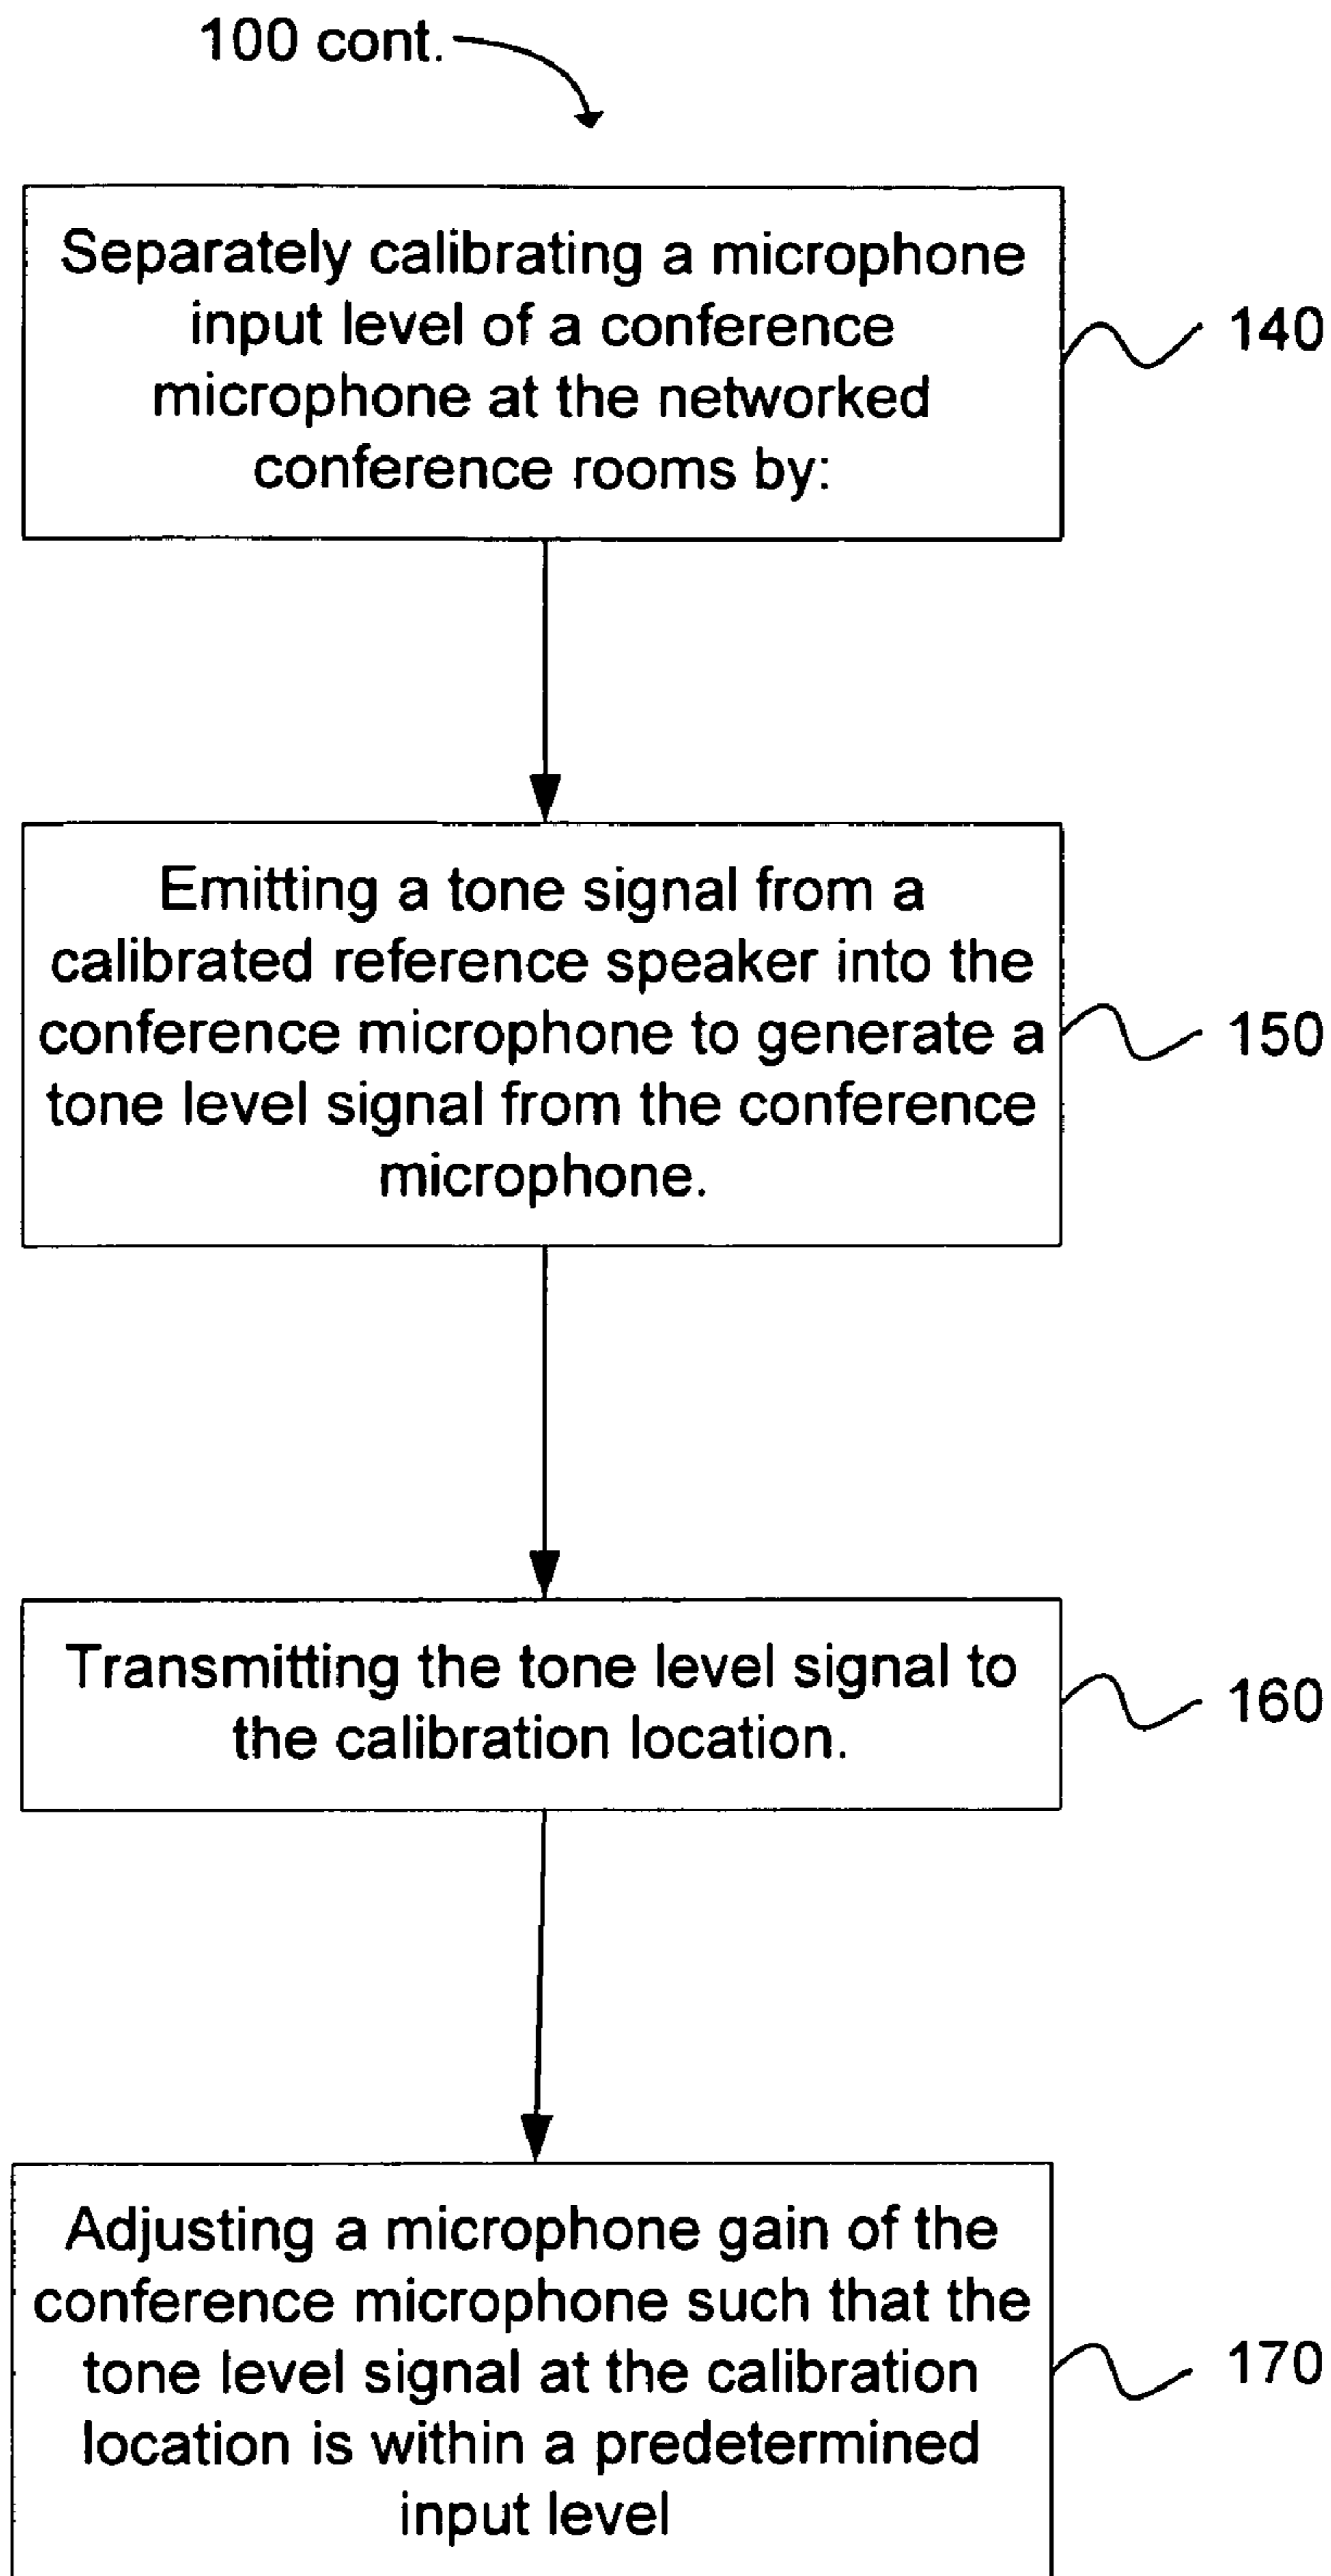 100 cont.
Separately calibrating a microphone
input level of a conference
microphone at the networked
conference rooms by:
140
Emitting a tone signal from a
calibrated reference speaker into the
conference microphone to generate a
tone level signal from the conference
microphone.
150
Transmitting the tone level signal to
the calibration location.
160
Adjusting a microphone gain of the
conference microphone such that the
tone level signal at the calibration
location is within a predetermined
input level
170